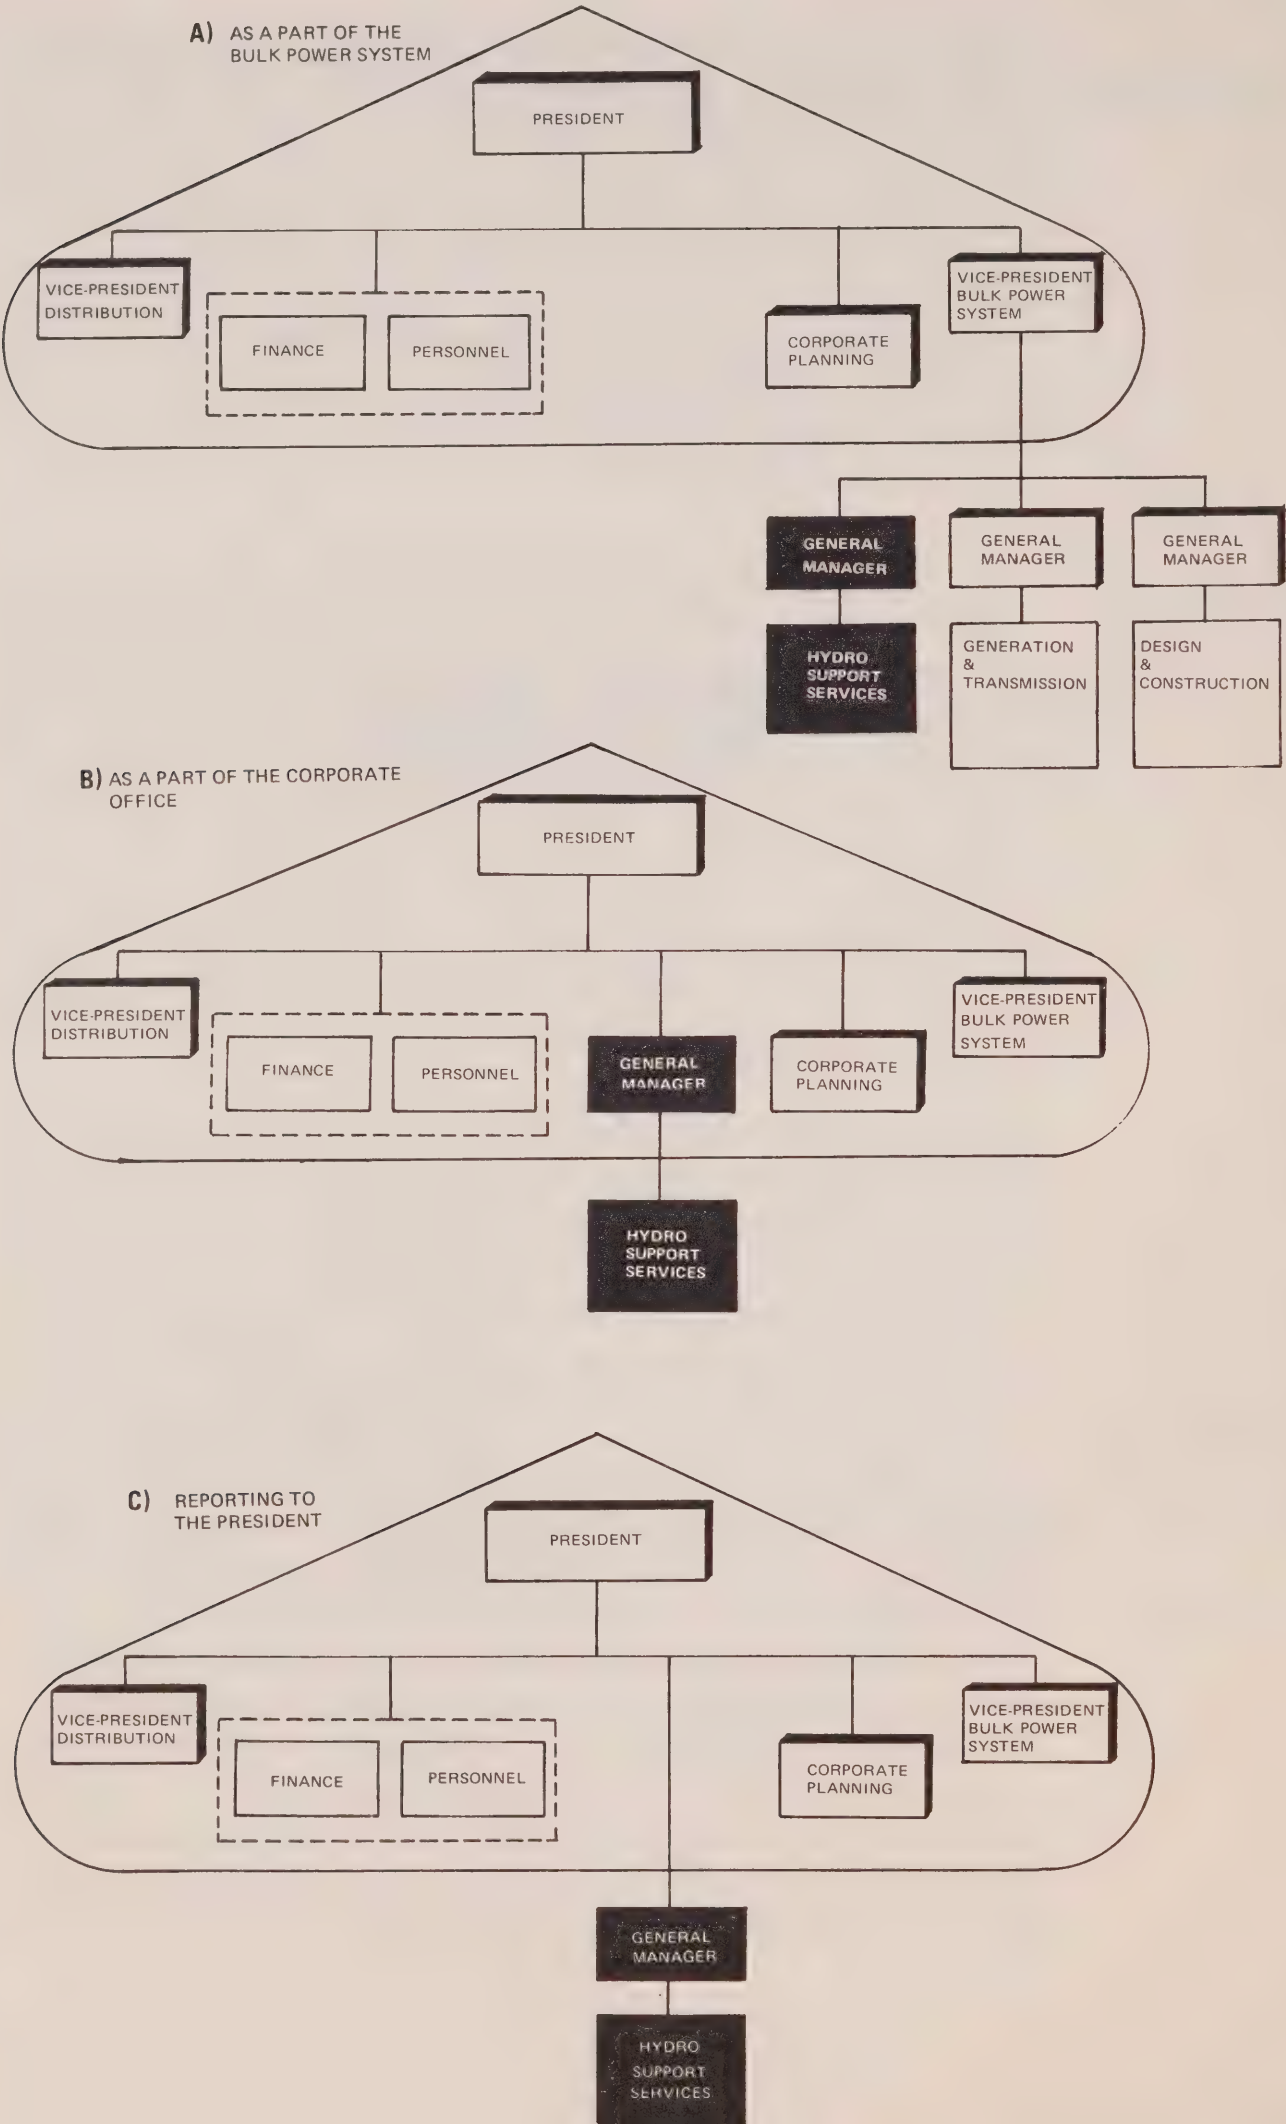 A) AS A PART OF THE
BULK POWER SYSTEM
PRESIDENT
VICE-PRESIDENT
DISTRIBUTION
FINANCE
PERSONNEL
CORPORATE
PLANNING
VICE-PRESIDENT
BULK POWER
SYSTEM
GENERAL
MANAGER
GENERAL
MANAGER
GENERAL
MANAGER
HYDRO
SUPPORT
SERVICES
GENERATION
&
TRANSMISSION
DESIGN
&
CONSTRUCTION
B) AS A PART OF THE CORPORATE
OFFICE
PRESIDENT
VICE-PRESIDENT
DISTRIBUTION
FINANCE
PERSONNEL
GENERAL
MANAGER
CORPORATE
PLANNING
VICE-PRESIDENT
BULK POWER
SYSTEM
HYDRO
SUPPORT
SERVICES
C) REPORTING TO
THE PRESIDENT
PRESIDENT
VICE-PRESIDENT
DISTRIBUTION
FINANCE
PERSONNEL
CORPORATE
PLANNING
VICE-PRESIDENT
BULK POWER
SYSTEM
GENERAL
MANAGER
HYDRO
SUPPORT
SERVICES